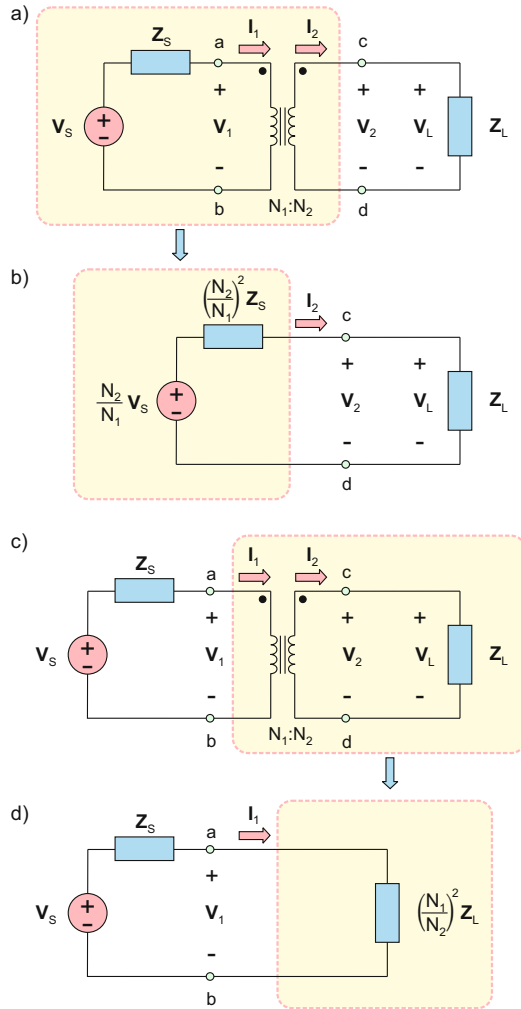 a)
Z_S a I_1 I_2 c
V_S + - + V_1 - + V_2 - + V_L - Z_L
b N_1:N_2 d
b)
(N_2/N_1)^2 Z_S I_2 c
N_2/N_1 V_S + - + V_2 - + V_L - Z_L
d
c)
Z_S a I_1 I_2 c
V_S + - + V_1 - + V_2 - + V_L - Z_L
b N_1:N_2 d
d)
Z_S a I_1
V_S + - + V_1 - (N_1/N_2)^2 Z_L
b